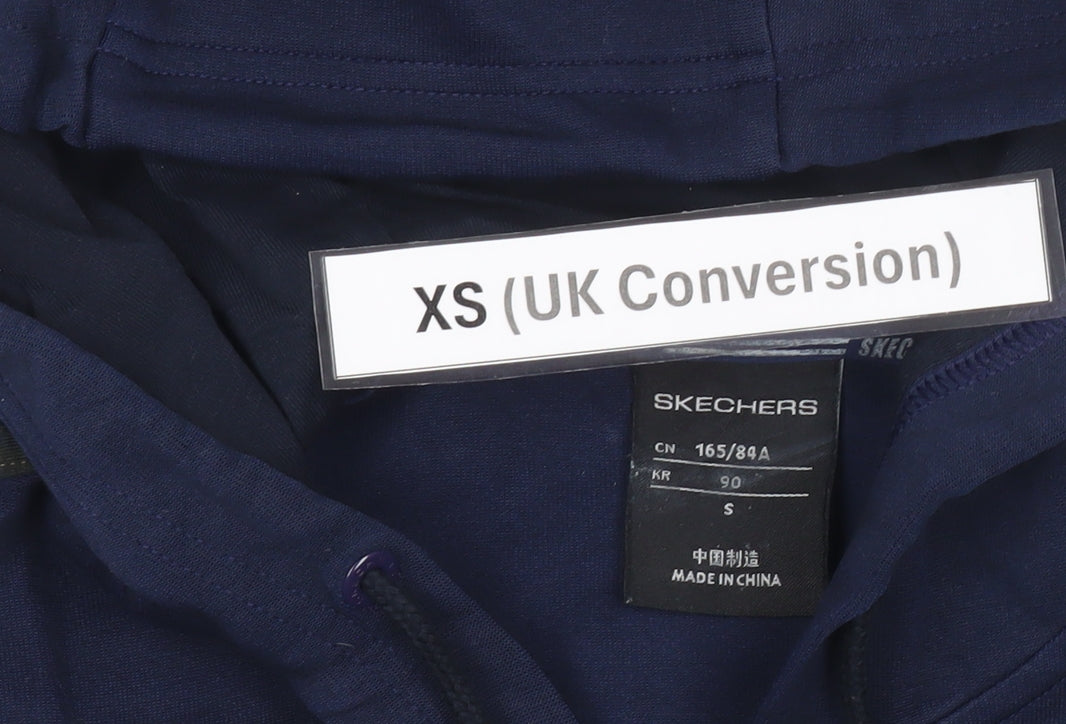 XS (UK Conversion)
SKEC
SKECHERS
CN 165/84A
KR 90
S
中国制造
MADE IN CHINA